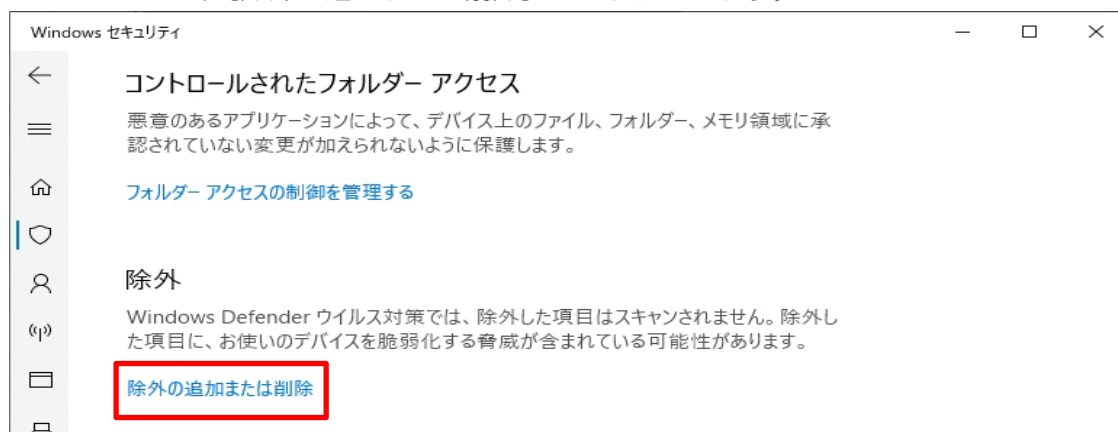 Windows セキュリティ
コントロールされたフォルダー アクセス
悪意のあるアプリケーションによって、デバイス上のファイル、フォルダー、メモリ領域に承
認されていない変更が加えられないように保護します。
フォルダー アクセスの制御を管理する
除外
Windows Defender ウイルス対策では、除外した項目はスキャンされません。除外し
た項目に、お使いのデバイスを脆弱化する脅威が含まれている可能性があります。
除外の追加または削除